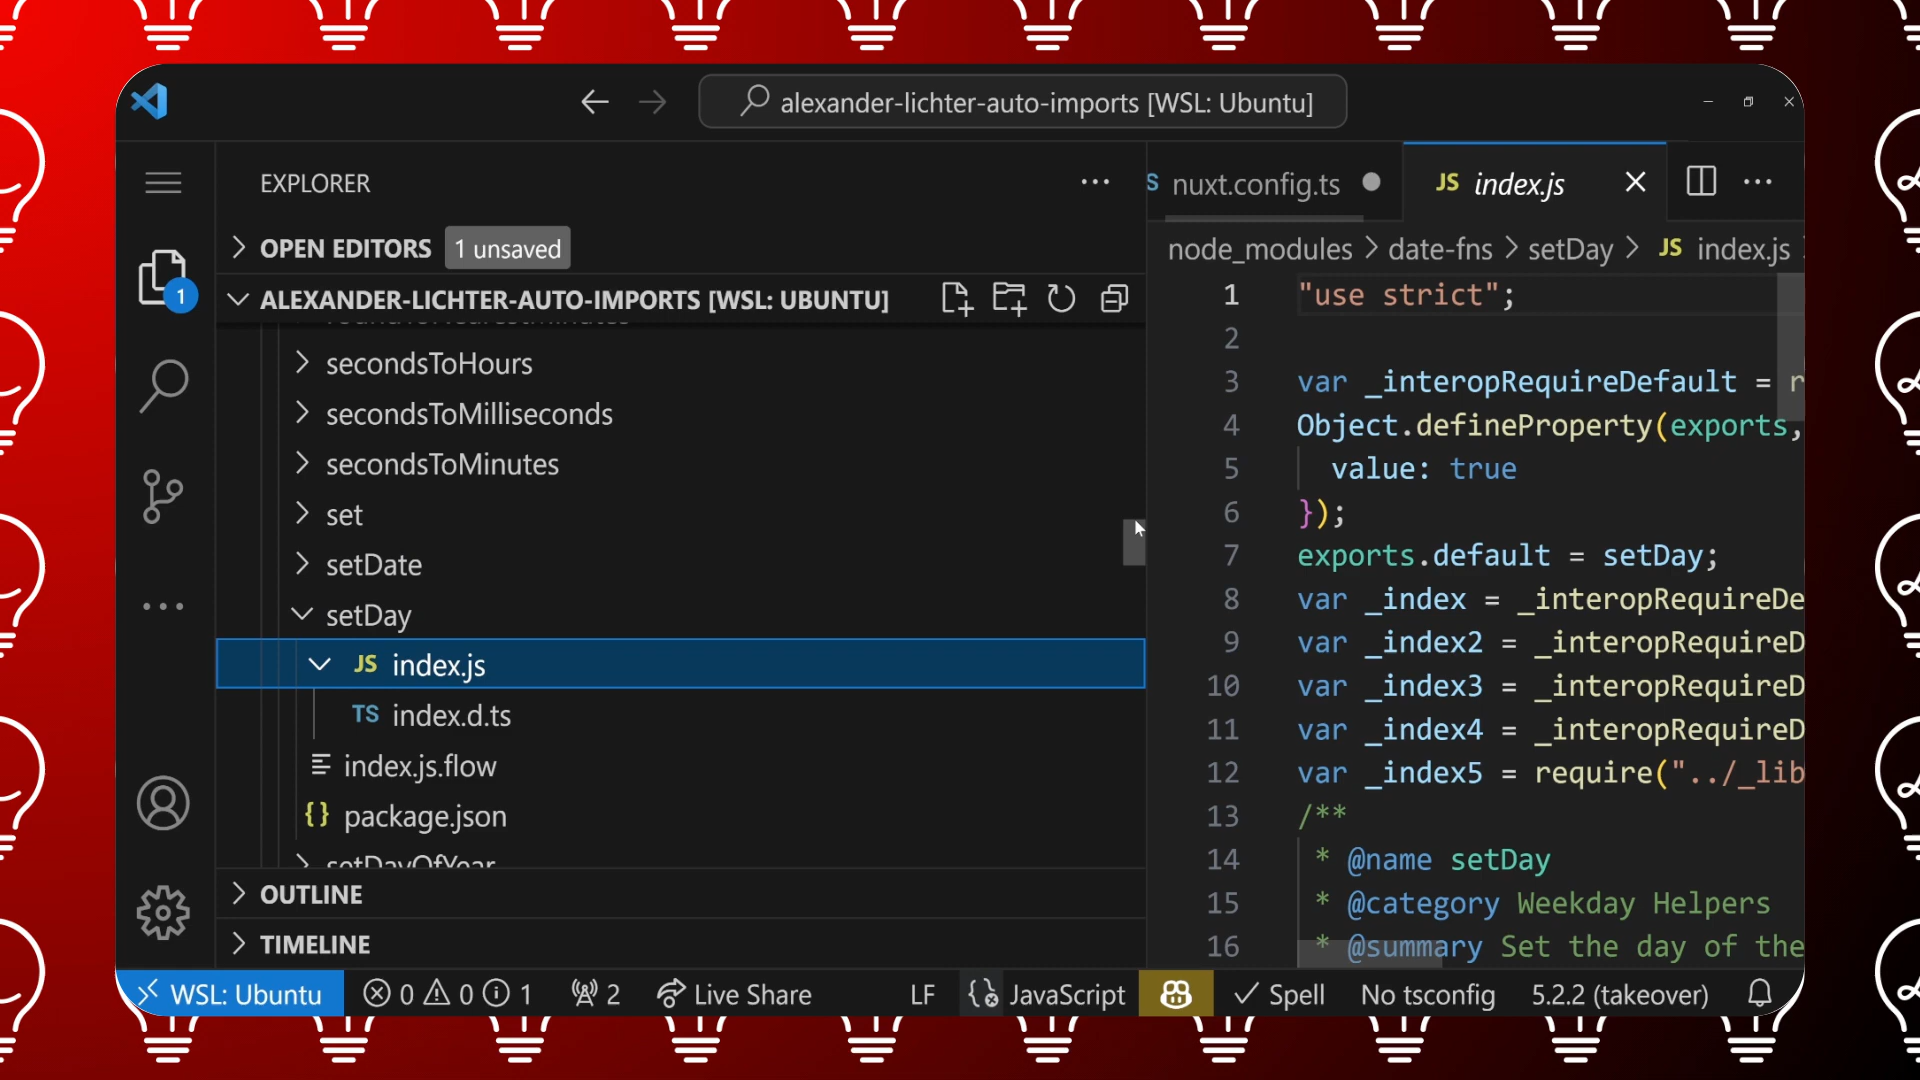 alexander-lichter-auto-imports [WSL: Ubuntu]
EXPLORER
OPEN EDITORS 1 unsaved
ALEXANDER-LICHTER-AUTO-IMPORTS [WSL: UBUNTU]
secondsToHours
secondsToMilliseconds
secondsToMinutes
set
setDate
setDay
JS index.js
TS index.d.ts
index.js.flow
{} package.json
setDayOfYear
OUTLINE
TIMELINE
1
nuxt.config.ts
JS index.js
node_modules > date-fns > setDay > JS index.js
1 "use strict";
2
3 var _interopRequireDefault = r
4 Object.defineProperty(exports,
5 value: true
6 });
7 exports.default = setDay;
8 var _index = _interopRequireDe
9 var _index2 = _interopRequireD
10 var _index3 = _interopRequireD
11 var _index4 = _interopRequireD
12 var _index5 = require("../_lib
13 /**
14 * @name setDay
15 * @category Weekday Helpers
16 * @summary Set the day of the
WSL: Ubuntu 0 0 1 2 Live Share LF JavaScript Spell No tsconfig 5.2.2 (takeover)